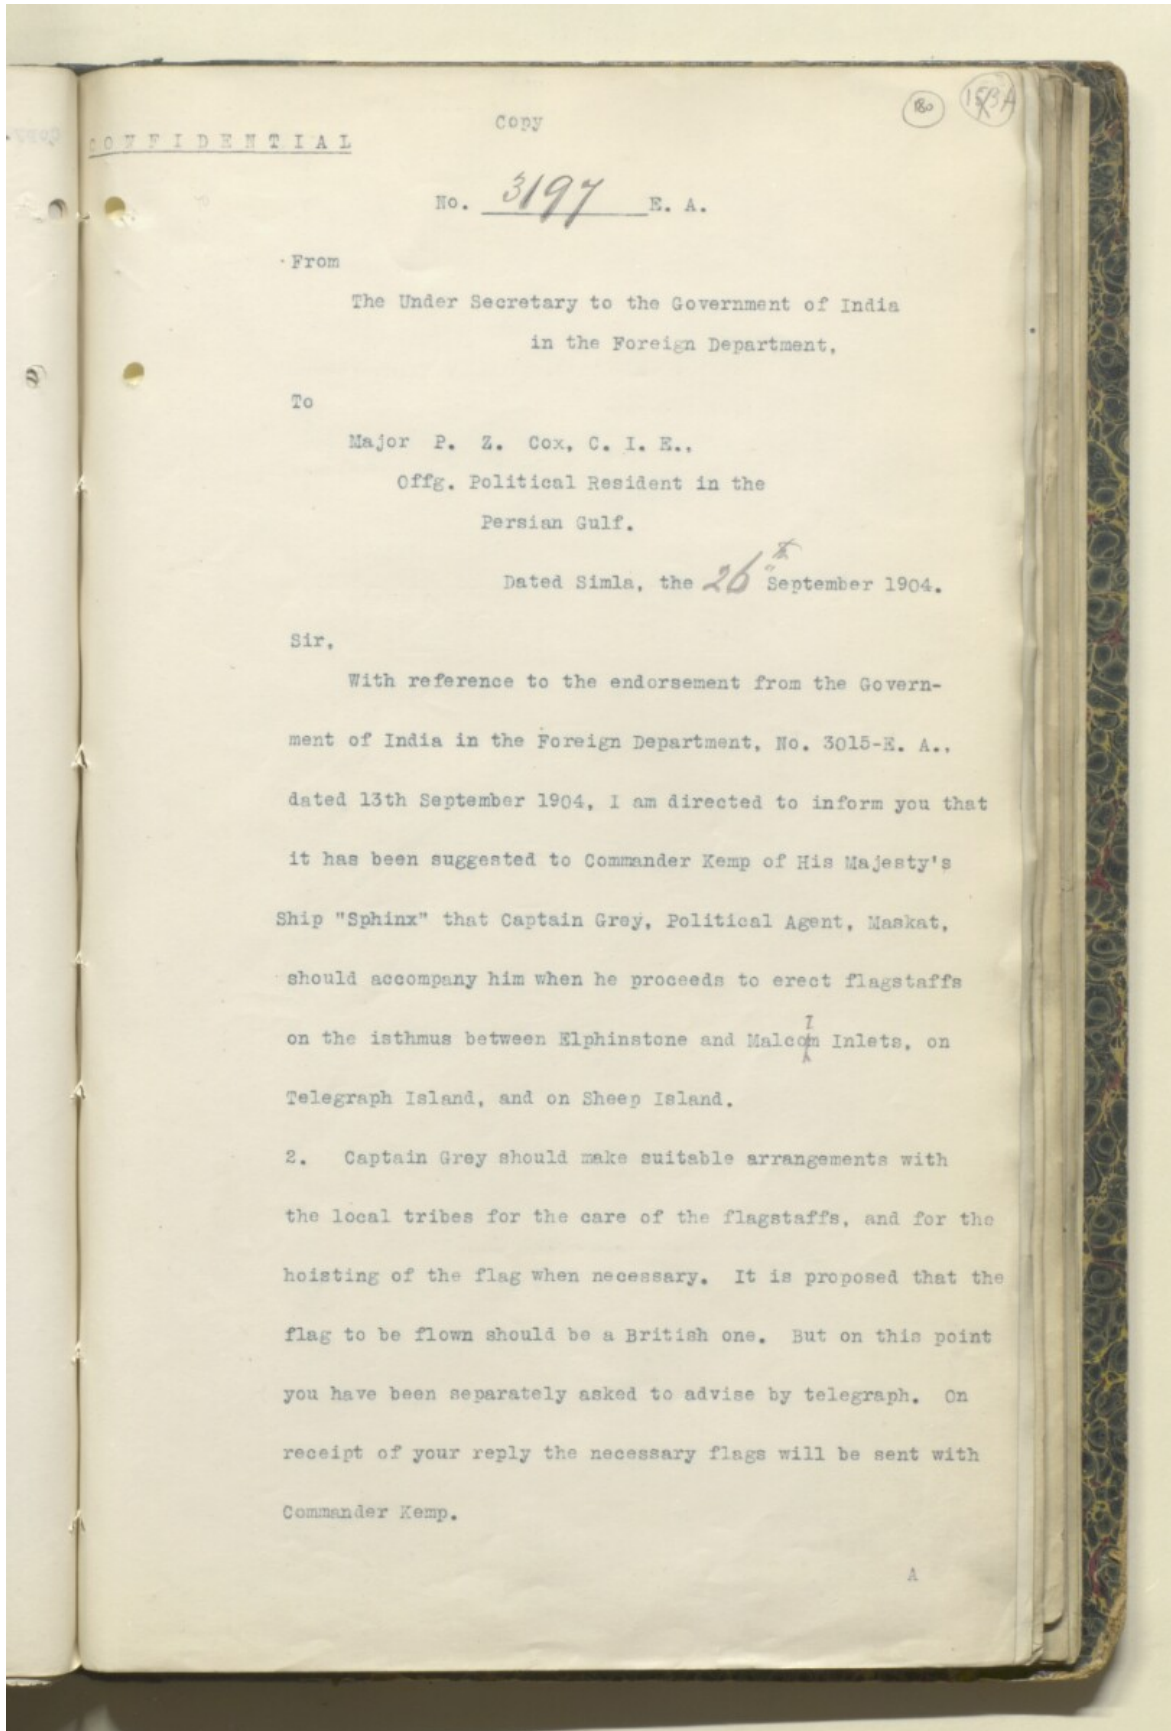 Copy
CONFIDENTIAL
80
No. 3197 E. A.
From
The Under Secretary to the Government of India
in the Foreign Department,
To
Major P. Z. Cox, C. I. E.,
Offg. Political Resident in the
Persian Gulf.
Dated Simla, the 26th September 1904.
Sir,
With reference to the endorsement from the Govern-
ment of India in the Foreign Department, No. 3015-E. A.,
dated 13th September 1904, I am directed to inform you that
it has been suggested to Commander Kemp of His Majesty's
Ship "Sphinx" that Captain Grey, Political Agent, Maskat,
should accompany him when he proceeds to erect flagstaffs
on the isthmus between Elphinstone and Malcolm Inlets, on
Telegraph Island, and on Sheep Island.
2. Captain Grey should make suitable arrangements with
the local tribes for the care of the flagstaffs, and for the
hoisting of the flag when necessary. It is proposed that the
flag to be flown should be a British one. But on this point
you have been separately asked to advise by telegraph. On
receipt of your reply the necessary flags will be sent with
Commander Kemp.
A